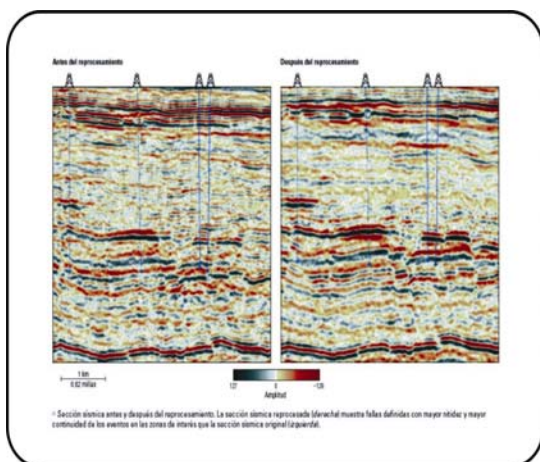 Antes del reprocesamiento
Después del reprocesamiento
1 km
0.62 millas
127 0 -128
Amplitud
Sección sísmica antes y después del reprocesamiento. La sección sísmica reprocesada (derecha) muestra fallas definidas con mayor nitidez y mayor
continuidad de los eventos en las zonas de interés que la sección sísmica original (izquierda).